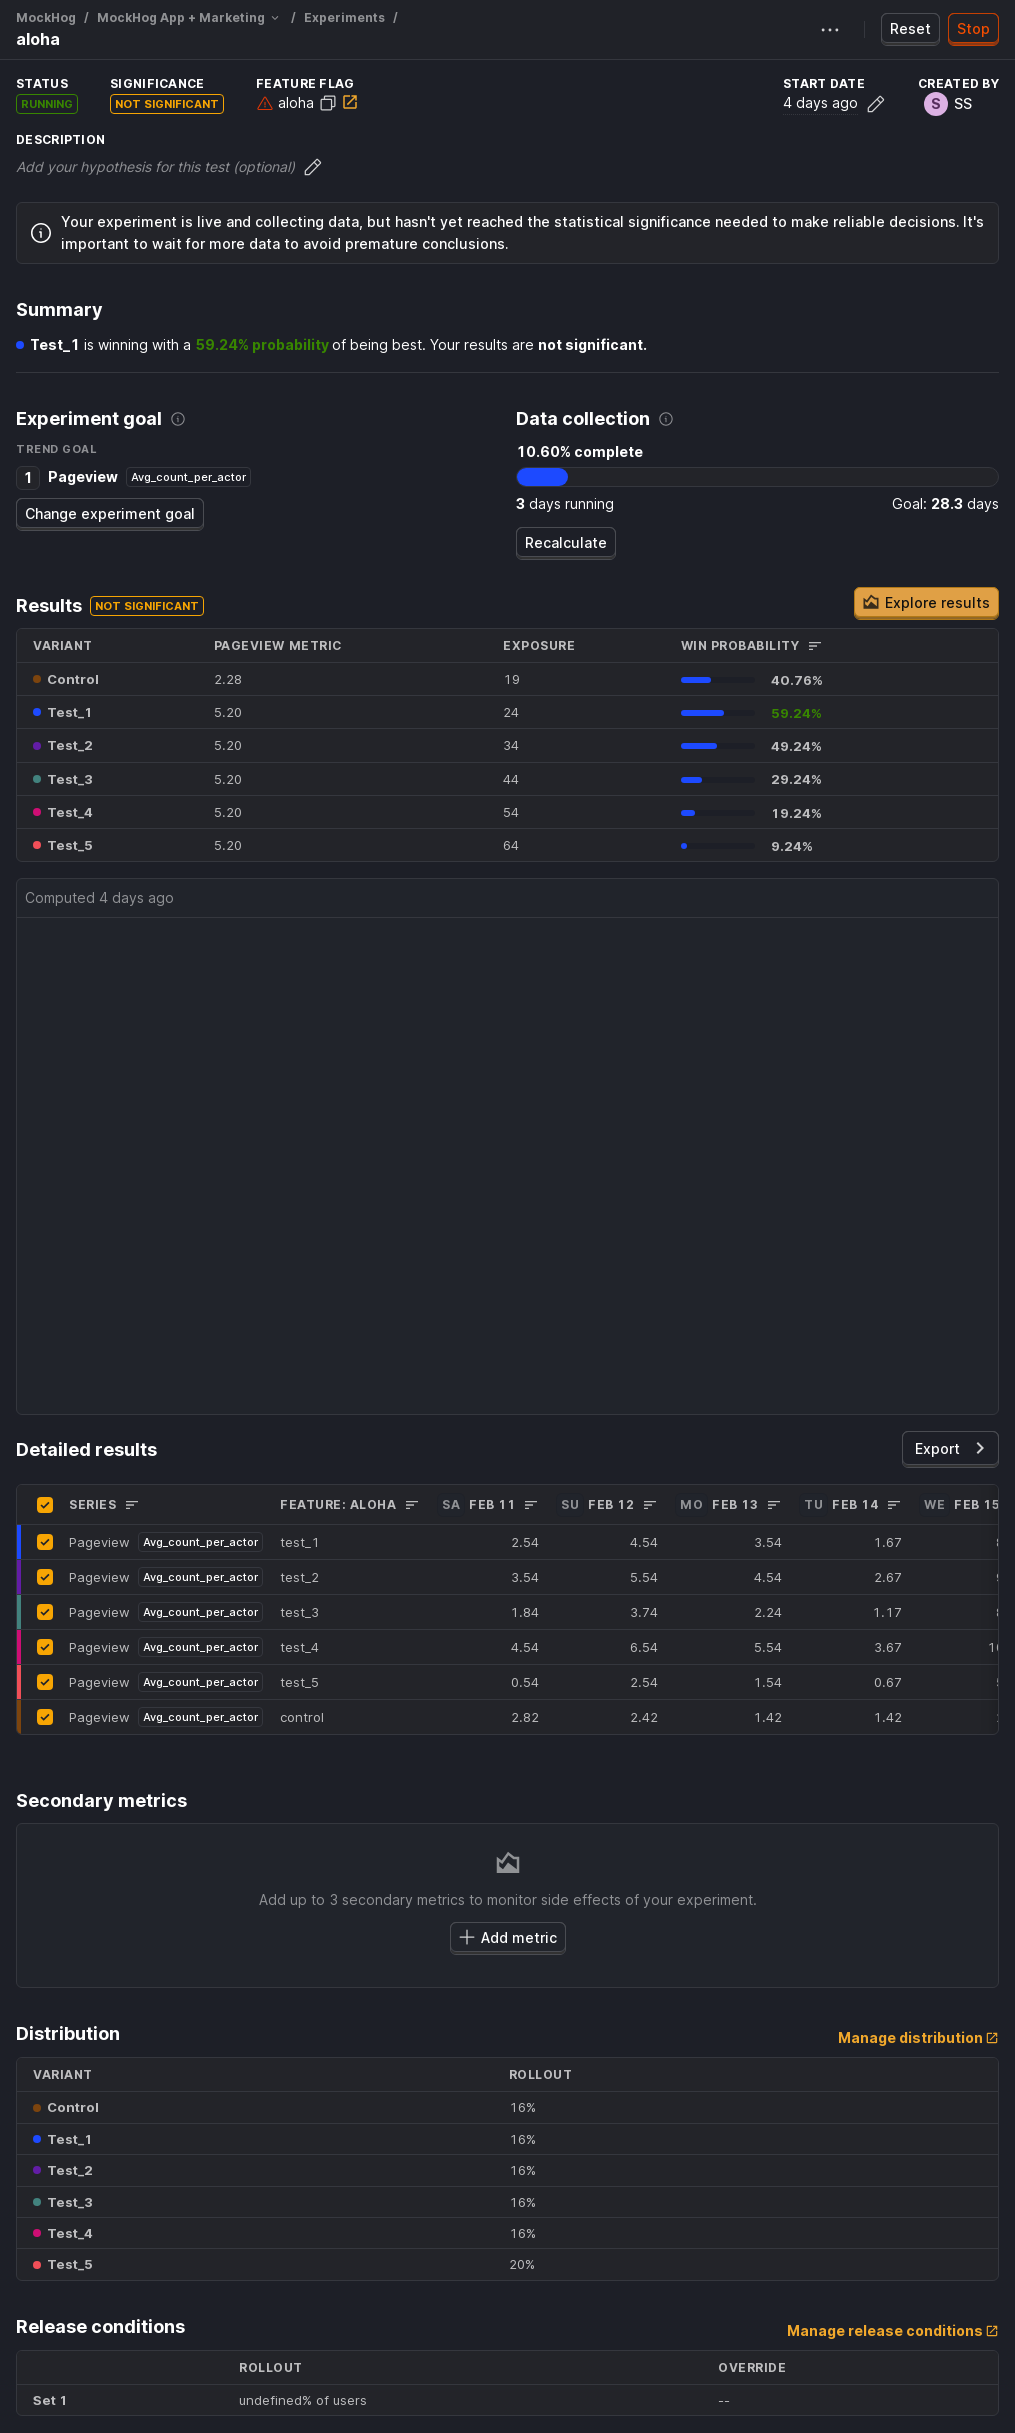 MockHog / MockHog App + Marketing / Experiments /
aloha
Reset Stop
STATUS SIGNIFICANCE FEATURE FLAG START DATE CREATED BY
RUNNING NOT SIGNIFICANT aloha 4 days ago S SS
DESCRIPTION
Add your hypothesis for this test (optional)
Your experiment is live and collecting data, but hasn't yet reached the statistical significance needed to make reliable decisions. It's
important to wait for more data to avoid premature conclusions.
Summary
Test_1 is winning with a 59.24% probability of being best. Your results are not significant.
Experiment goal
TREND GOAL
1 Pageview Avg_count_per_actor
Change experiment goal
Data collection
10.60% complete
3 days running Goal: 28.3 days
Recalculate
Results NOT SIGNIFICANT Explore results
VARIANT PAGEVIEW METRIC EXPOSURE WIN PROBABILITY
Control 2.28 19 40.76%
Test_1 5.20 24 59.24%
Test_2 5.20 34 49.24%
Test_3 5.20 44 29.24%
Test_4 5.20 54 19.24%
Test_5 5.20 64 9.24%
Computed 4 days ago
Detailed results Export
SERIES FEATURE: ALOHA SA FEB 11 SU FEB 12 MO FEB 13 TU FEB 14 WE FEB 15
Pageview Avg_count_per_actor test_1 2.54 4.54 3.54 1.67
Pageview Avg_count_per_actor test_2 3.54 5.54 4.54 2.67
Pageview Avg_count_per_actor test_3 1.84 3.74 2.24 1.17
Pageview Avg_count_per_actor test_4 4.54 6.54 5.54 3.67
Pageview Avg_count_per_actor test_5 0.54 2.54 1.54 0.67
Pageview Avg_count_per_actor control 2.82 2.42 1.42 1.42
Secondary metrics
Add up to 3 secondary metrics to monitor side effects of your experiment.
Add metric
Distribution Manage distribution
VARIANT ROLLOUT
Control 16%
Test_1 16%
Test_2 16%
Test_3 16%
Test_4 16%
Test_5 20%
Release conditions Manage release conditions
ROLLOUT OVERRIDE
Set 1 undefined% of users --